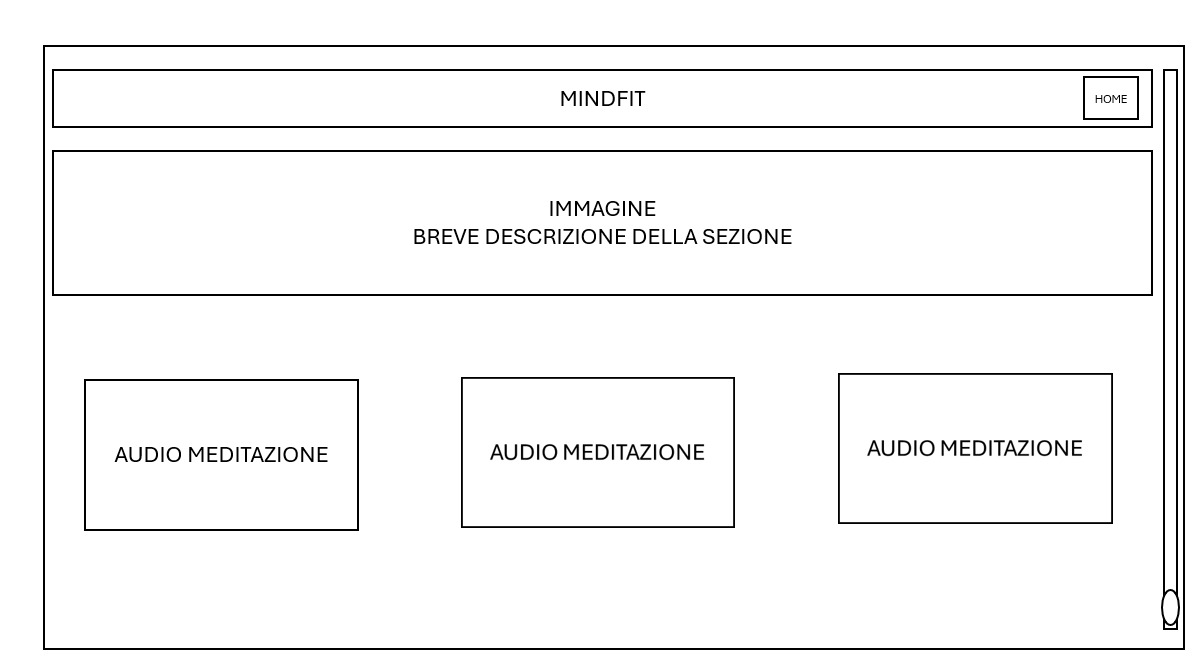 MINDFIT
HOME
IMMAGINE
BREVE DESCRIZIONE DELLA SEZIONE
AUDIO MEDITAZIONE
AUDIO MEDITAZIONE
AUDIO MEDITAZIONE